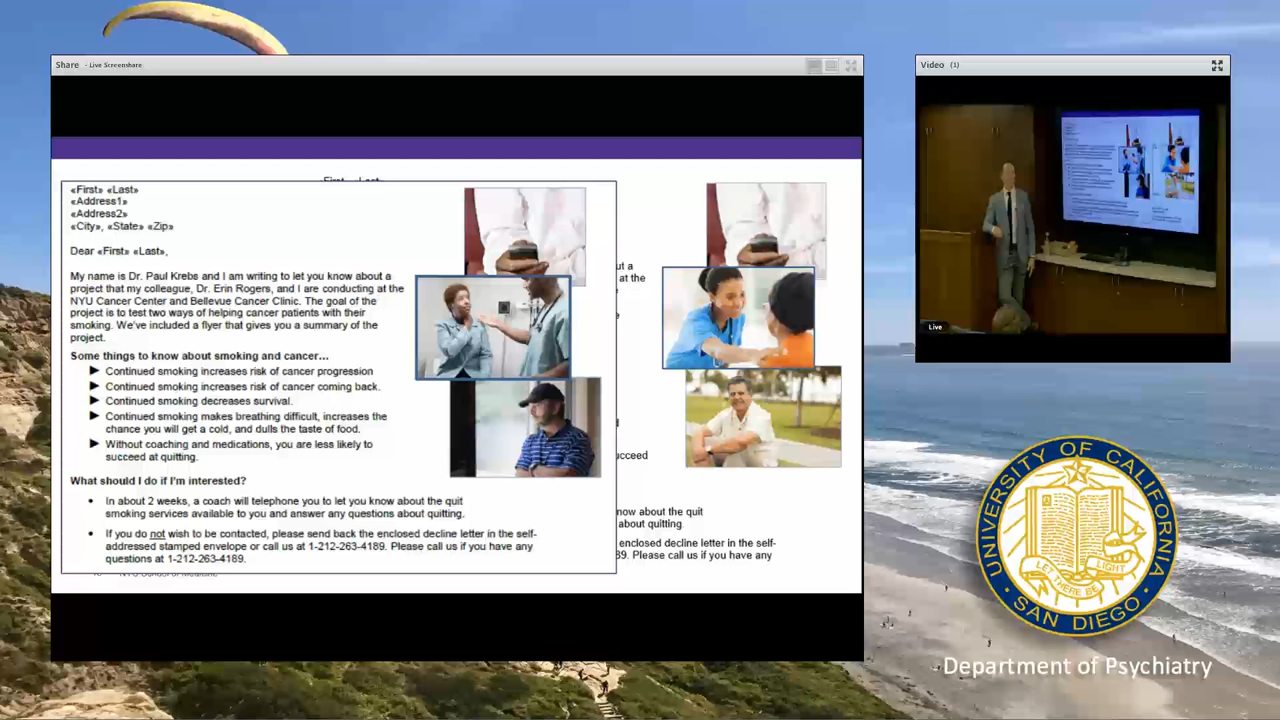 Share - Live Screenshare
«First» «Last»
«Address1»
«Address2»
«City», «State» «Zip»
Dear «First» «Last»,
My name is Dr. Paul Krebs and I am writing to let you know about a
project that my colleague, Dr. Erin Rogers, and I are conducting at the
NYU Cancer Center and Bellevue Cancer Clinic. The goal of the
project is to test two ways of helping cancer patients with their
smoking. We've included a flyer that gives you a summary of the
project.
Some things to know about smoking and cancer...
Continued smoking increases risk of cancer progression
Continued smoking increases risk of cancer coming back.
Continued smoking decreases survival.
Continued smoking makes breathing difficult, increases the
chance you will get a cold, and dulls the taste of food.
Without coaching and medications, you are less likely to
succeed at quitting.
What should I do if I'm interested?
• In about 2 weeks, a coach will telephone you to let you know about the quit
smoking services available to you and answer any questions about quitting.
• If you do not wish to be contacted, please send back the enclosed decline letter in the self-
addressed stamped envelope or call us at 1-212-263-4189. Please call us if you have any
questions at 1-212-263-4189.
ut a
at the
ucceed
now about the quit
about quitting.
enclosed decline letter in the self-
39. Please call us if you have any
Video (1)
Live
UNIVERSITY OF CALIFORNIA
LET THERE BE LIGHT
SAN DIEGO
Department of Psychiatry